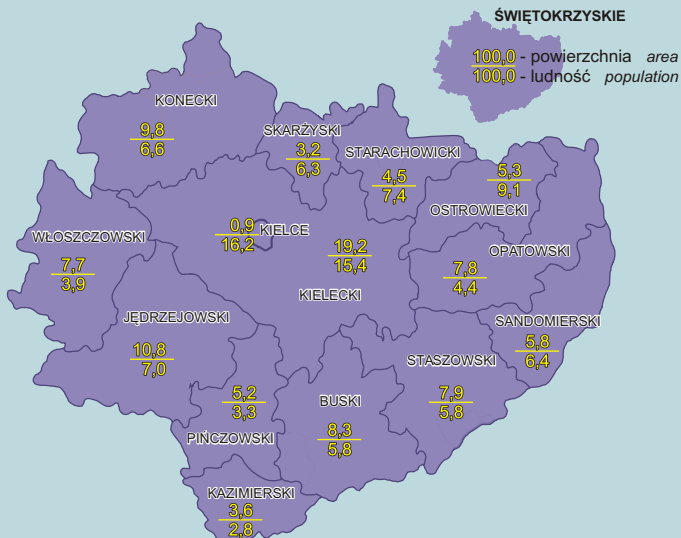 ŚWIĘTOKRZYSKIE
100,0 - powierzchnia area
100,0 - ludność population
KONECKI
9,8
6,6
SKARŻYSKI
3,2
6,3
STARACHOWICKI
4,5
7,4
5,3
9,1
OSTROWIECKI
WŁOSZCZOWSKI
7,7
3,9
0,9
16,2
KIELCE
19,2
15,4
KIELECKI
OPATOWSKI
7,8
4,4
JĘDRZEJOWSKI
10,8
7,0
SANDOMIERSKI
5,8
6,4
STASZOWSKI
7,9
5,8
5,2
3,3
PIŃCZOWSKI
BUSKI
8,3
5,8
KAZIMIERSKI
3,6
2,8